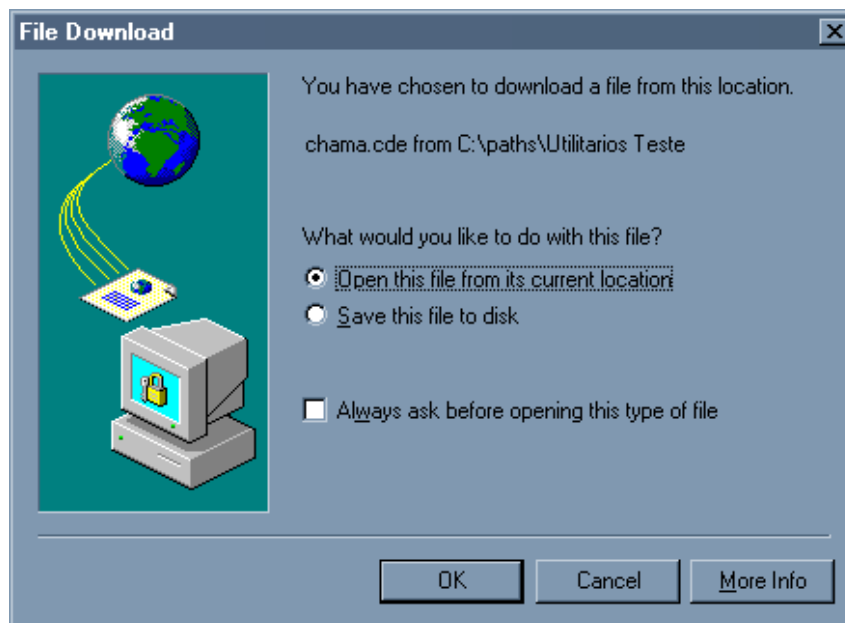 File Download
You have chosen to download a file from this location.
chama.cde from C:\paths\Utilitarios Teste
What would you like to do with this file?
Open this file from its current location
Save this file to disk
Always ask before opening this type of file
OK
Cancel
More Info